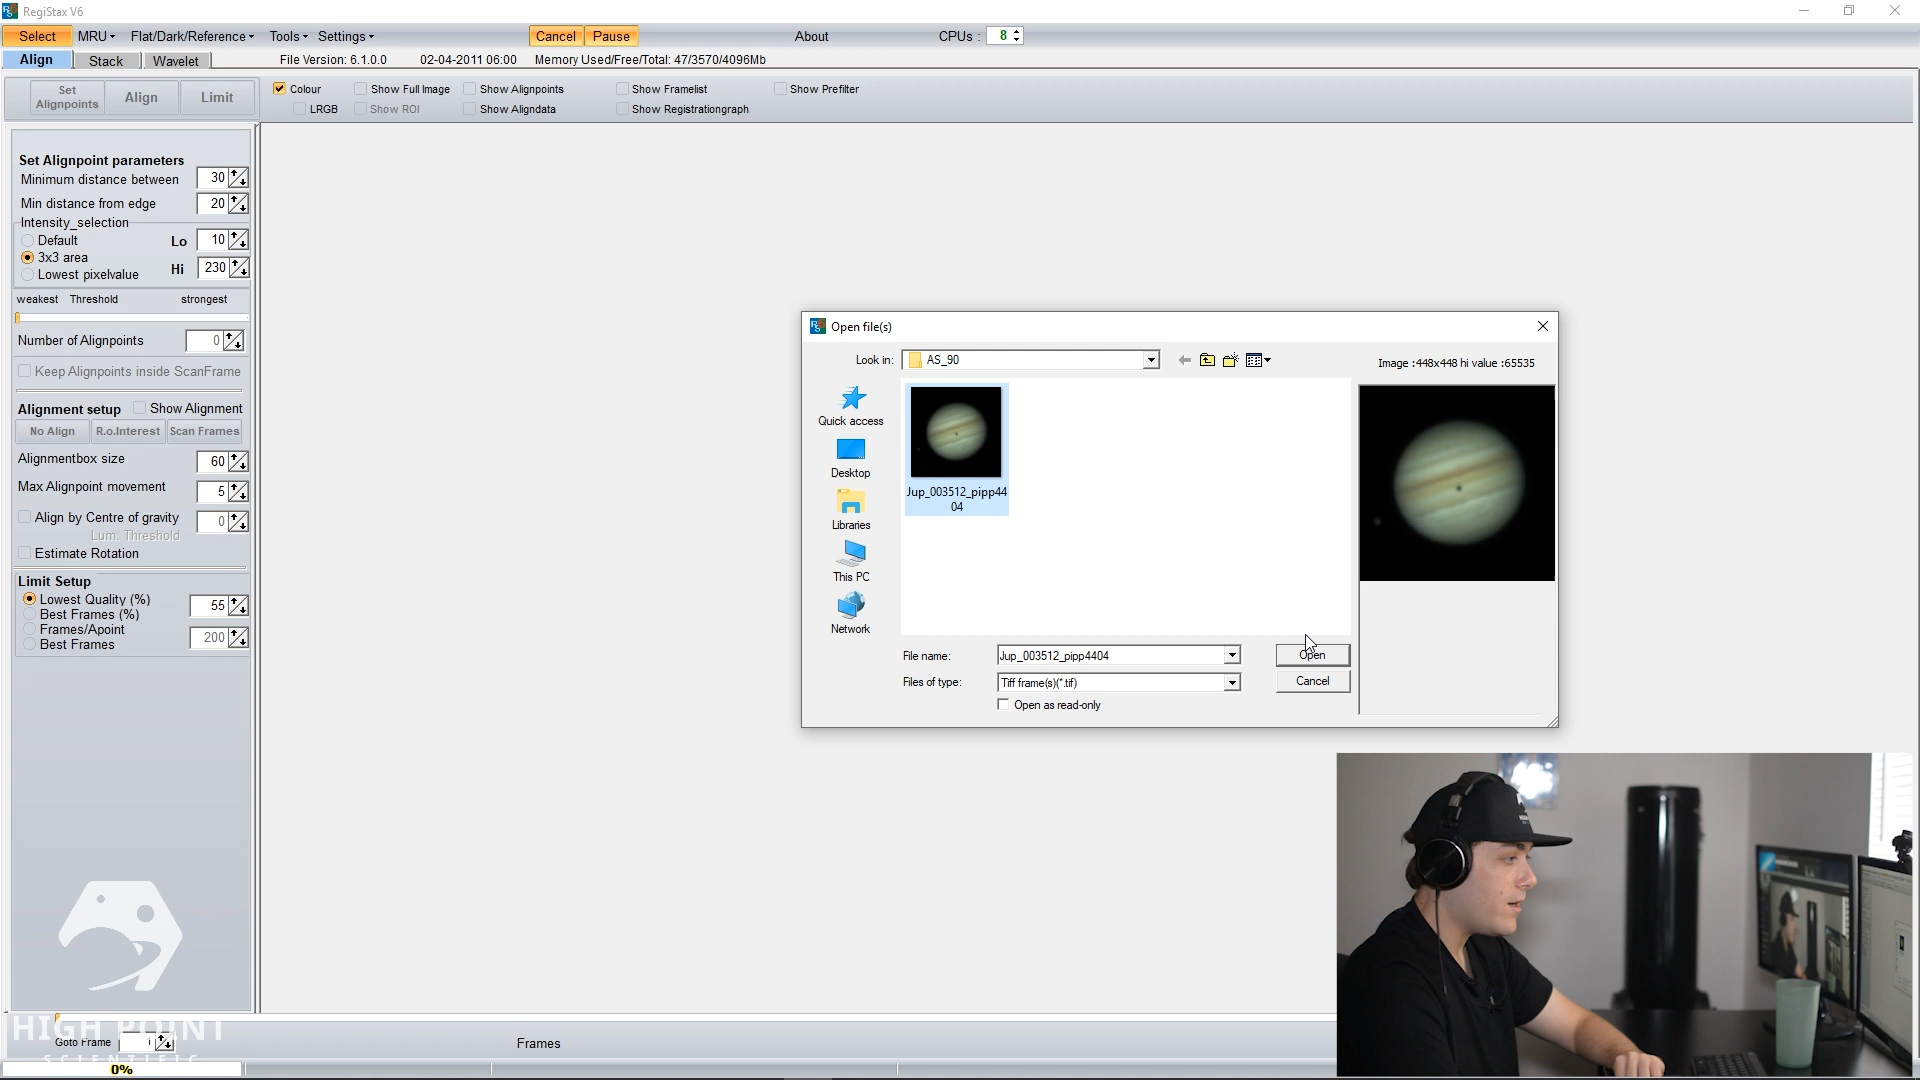 RegiStax V6
Select MRU Flat/Dark/Reference Tools Settings Cancel Pause About CPUs : 8
Align Stack Wavelet File Version: 6.1.0.0 02-04-2011 06:00 Memory Used/Free/Total: 47/3570/4096Mb
Set Alignpoints Align Limit
Colour Show Full Image Show Alignpoints Show Framelist Show Prefilter
LRGB Show ROI Show Aligndata Show Registrationgraph
Set Alignpoint parameters
Minimum distance between 30
Min distance from edge 20
Intensity_selection
Default Lo 10
3x3 area
Lowest pixelvalue Hi 230
weakest Threshold strongest
Number of Alignpoints 0
Keep Alignpoints inside ScanFrame
Alignment setup Show Alignment
No Align R.o.Interest Scan Frames
Alignmentbox size 60
Max Alignpoint movement 5
Align by Centre of gravity 0
Lum. Threshold
Estimate Rotation
Limit Setup
Lowest Quality (%) 55
Best Frames (%)
Frames/Apoint 200
Best Frames
Open file(s)
Look in: AS_90
Image :448x448 hi value :65535
Quick access
Desktop
Libraries
This PC
Network
Jup_003512_pipp44
04
File name: Jup_003512_pipp4404
Open
Files of type: Tiff frame(s)(*.tif)
Cancel
Open as read-only
HIGH POINT
SCIENTIFIC
Goto Frame 1 Frames
0%